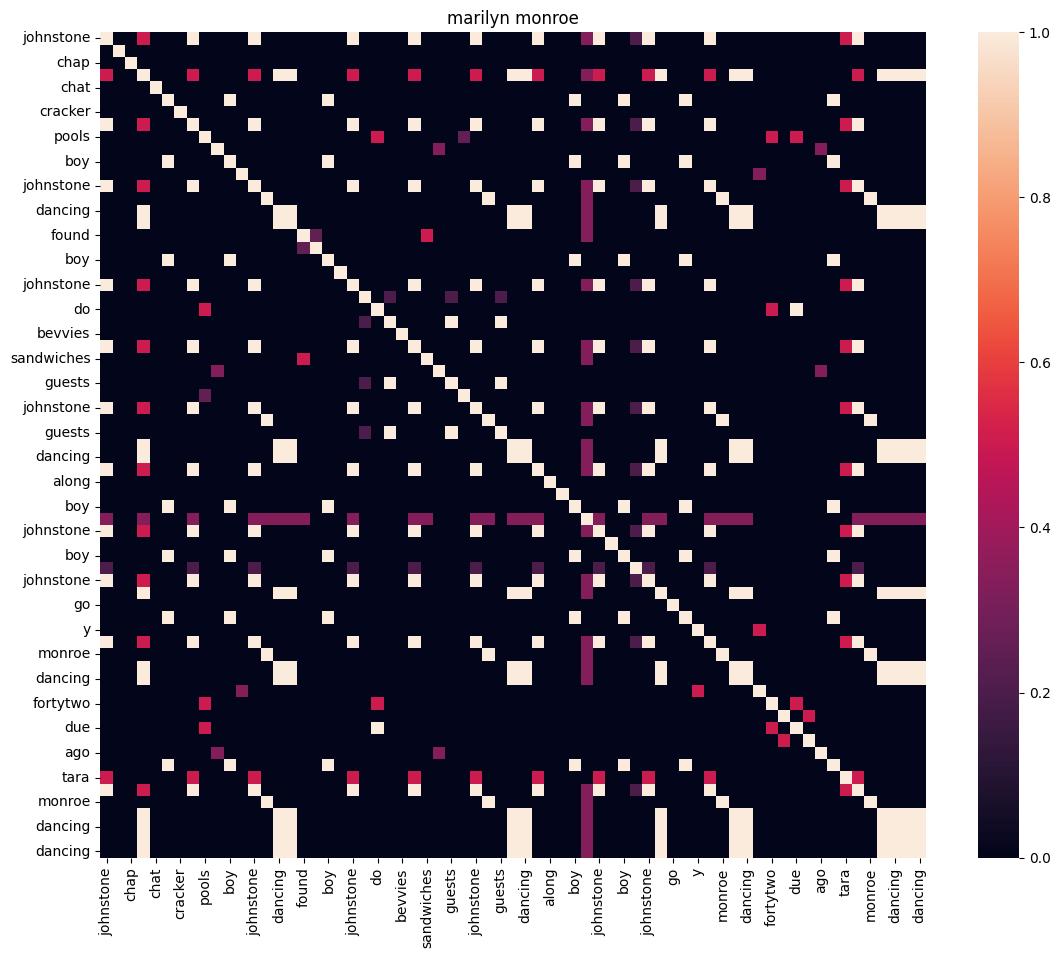 marilyn monroe
johnstone
chap
chat
cracker
pools
boy
johnstone
dancing
found
boy
johnstone
do
bevvies
sandwiches
guests
johnstone
guests
dancing
along
boy
johnstone
boy
johnstone
go
y
monroe
dancing
fortytwo
due
ago
tara
monroe
dancing
dancing
johnstone
chap
chat
cracker
pools
boy
johnstone
dancing
found
boy
johnstone
do
bevvies
sandwiches
guests
johnstone
guests
dancing
along
boy
johnstone
boy
johnstone
go
y
monroe
dancing
fortytwo
due
ago
tara
monroe
dancing
dancing
1.0
0.8
0.6
0.4
0.2
0.0